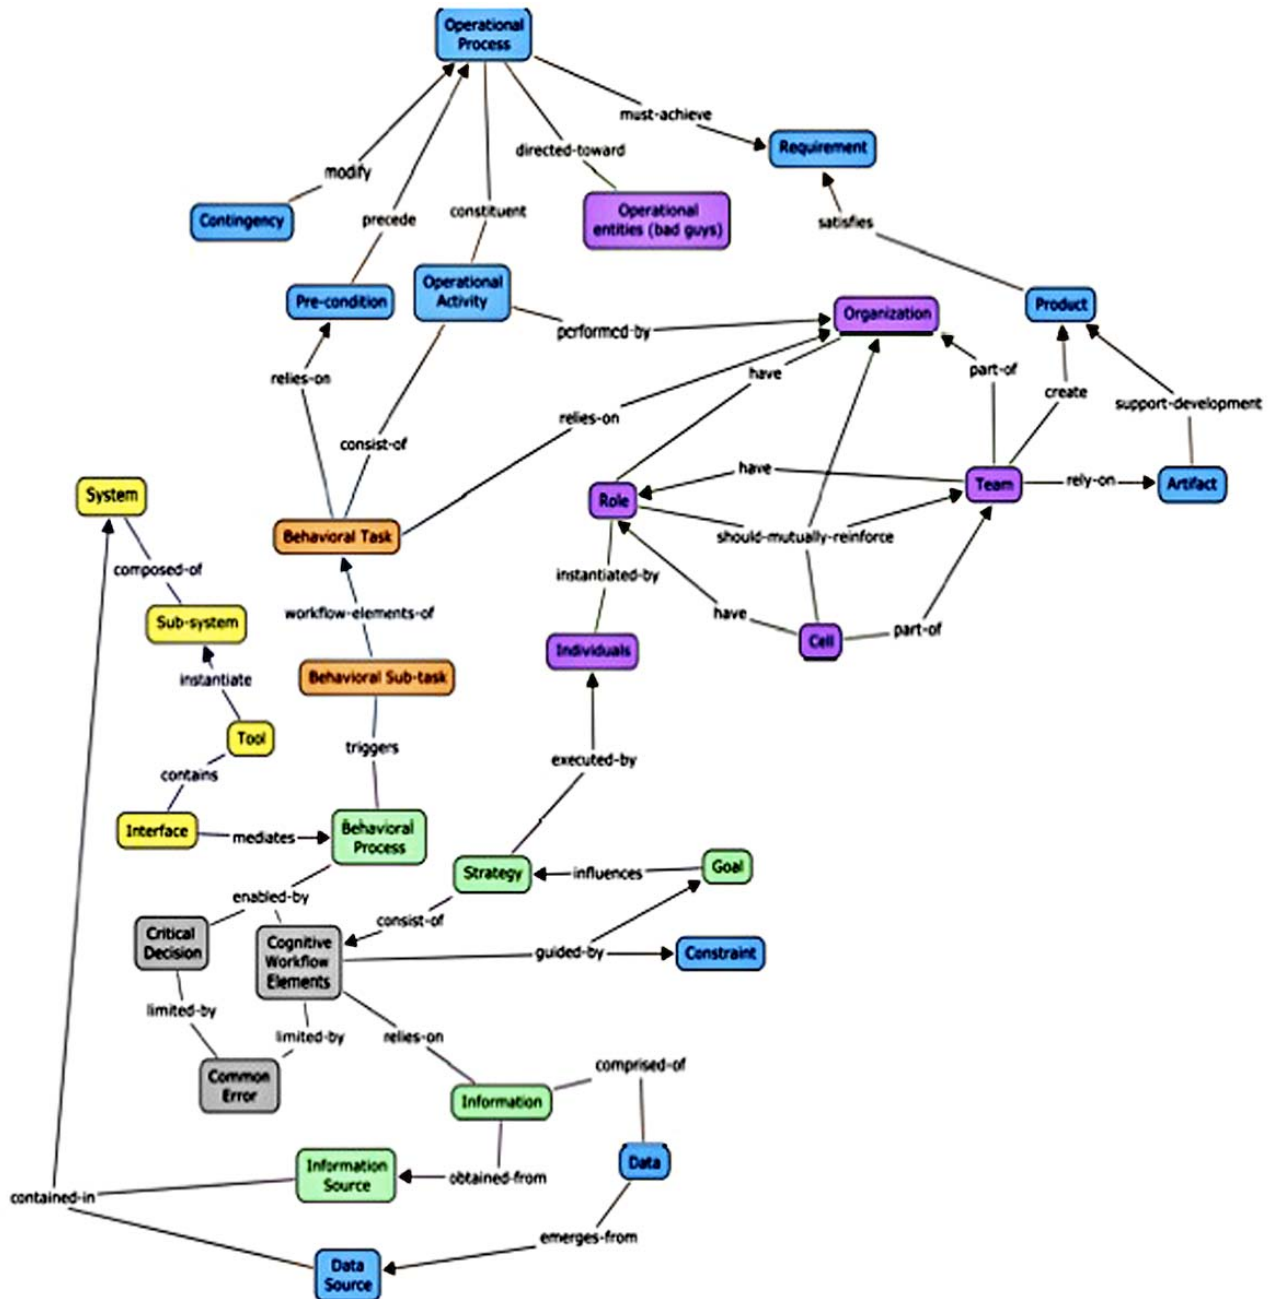 Operational
Process
must-achieve
Requirement
directed-toward
modify
Contingency
precede
constituent
Operational
entities (bad guys)
satisfies
Pre-condition
Operational
Activity
Organization
Product
performed-by
relies-on
have
part-of
create
support-development
relies-on
consist-of
have
System
Role
Team
rely-on
Artifact
Behavioral Task
should-mutually-reinforce
composed-of
instantiated-by
Sub-system
workflow-elements-of
have
part-of
Individuals
Cell
instantiate
Behavioral Sub-task
Tool
triggers
executed-by
contains
Interface
mediates
Behavioral
Process
Strategy
influences
Goal
enabled-by
consist-of
Critical
Decision
Cognitive
Workflow
Elements
guided-by
Constraint
limited-by
limited-by
relies-on
Common
Error
comprised-of
Information
Information
Source
obtained-from
Data
contained-in
emerges-from
Data
Source